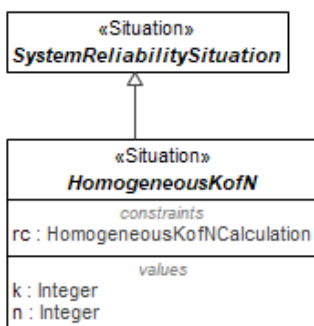 «Situation»
SystemReliabilitySituation
«Situation»
HomogeneousKofN
constraints
rc : HomogeneousKofNCalculation
values
k : Integer
n : Integer